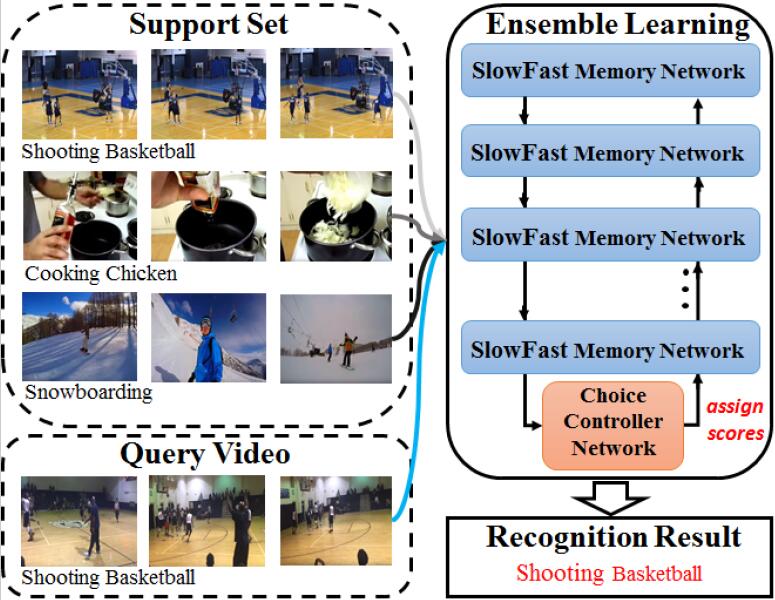 Support Set
Shooting Basketball
Cooking Chicken
Snowboarding
Query Video
Shooting Basketball
Ensemble Learning
SlowFast Memory Network
SlowFast Memory Network
SlowFast Memory Network
SlowFast Memory Network
Choice
Controller
Network
assign
scores
Recognition Result
Shooting Basketball